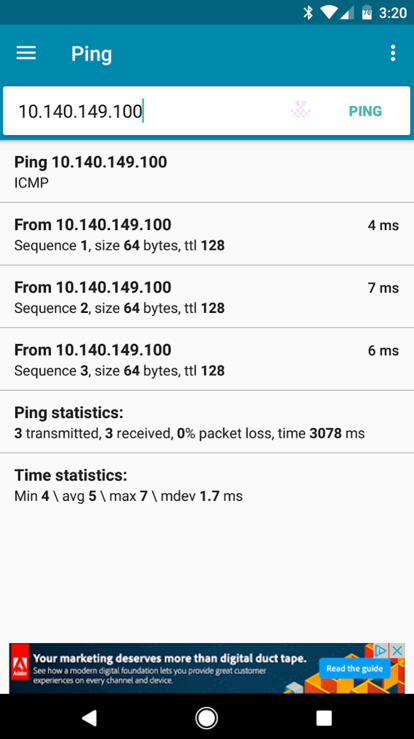 3:20
Ping
10.140.149.100 PING
Ping 10.140.149.100
ICMP
From 10.140.149.100 4 ms
Sequence 1, size 64 bytes, ttl 128
From 10.140.149.100 7 ms
Sequence 2, size 64 bytes, ttl 128
From 10.140.149.100 6 ms
Sequence 3, size 64 bytes, ttl 128
Ping statistics:
3 transmitted, 3 received, 0% packet loss, time 3078 ms
Time statistics:
Min 4 \ avg 5 \ max 7 \ mdev 1.7 ms
Your marketing deserves more than digital duct tape.
See how a modern digital foundation lets you provide great customer
experiences on every channel and device.
Read the guide
Adobe